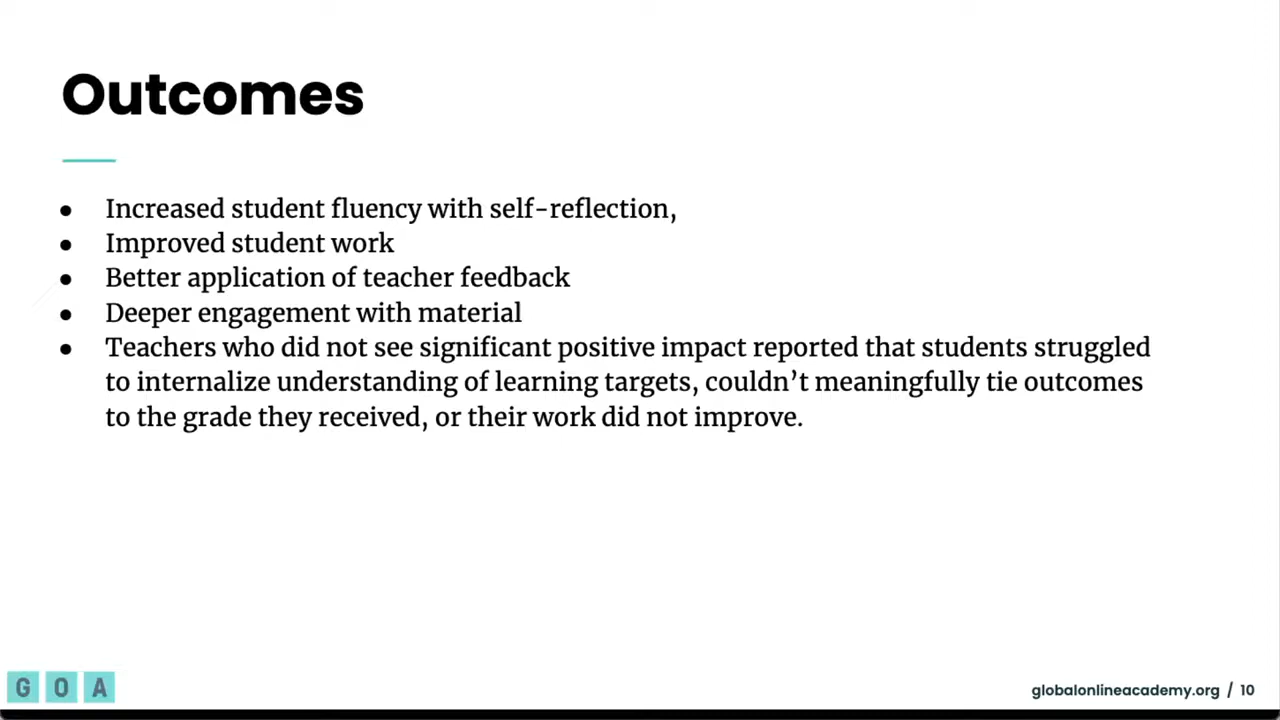 Outcomes
● Increased student fluency with self-reflection,
● Improved student work
● Better application of teacher feedback
● Deeper engagement with material
● Teachers who did not see significant positive impact reported that students struggled
to internalize understanding of learning targets, couldn’t meaningfully tie outcomes
to the grade they received, or their work did not improve.
G O A
globalonlineacademy.org / 10